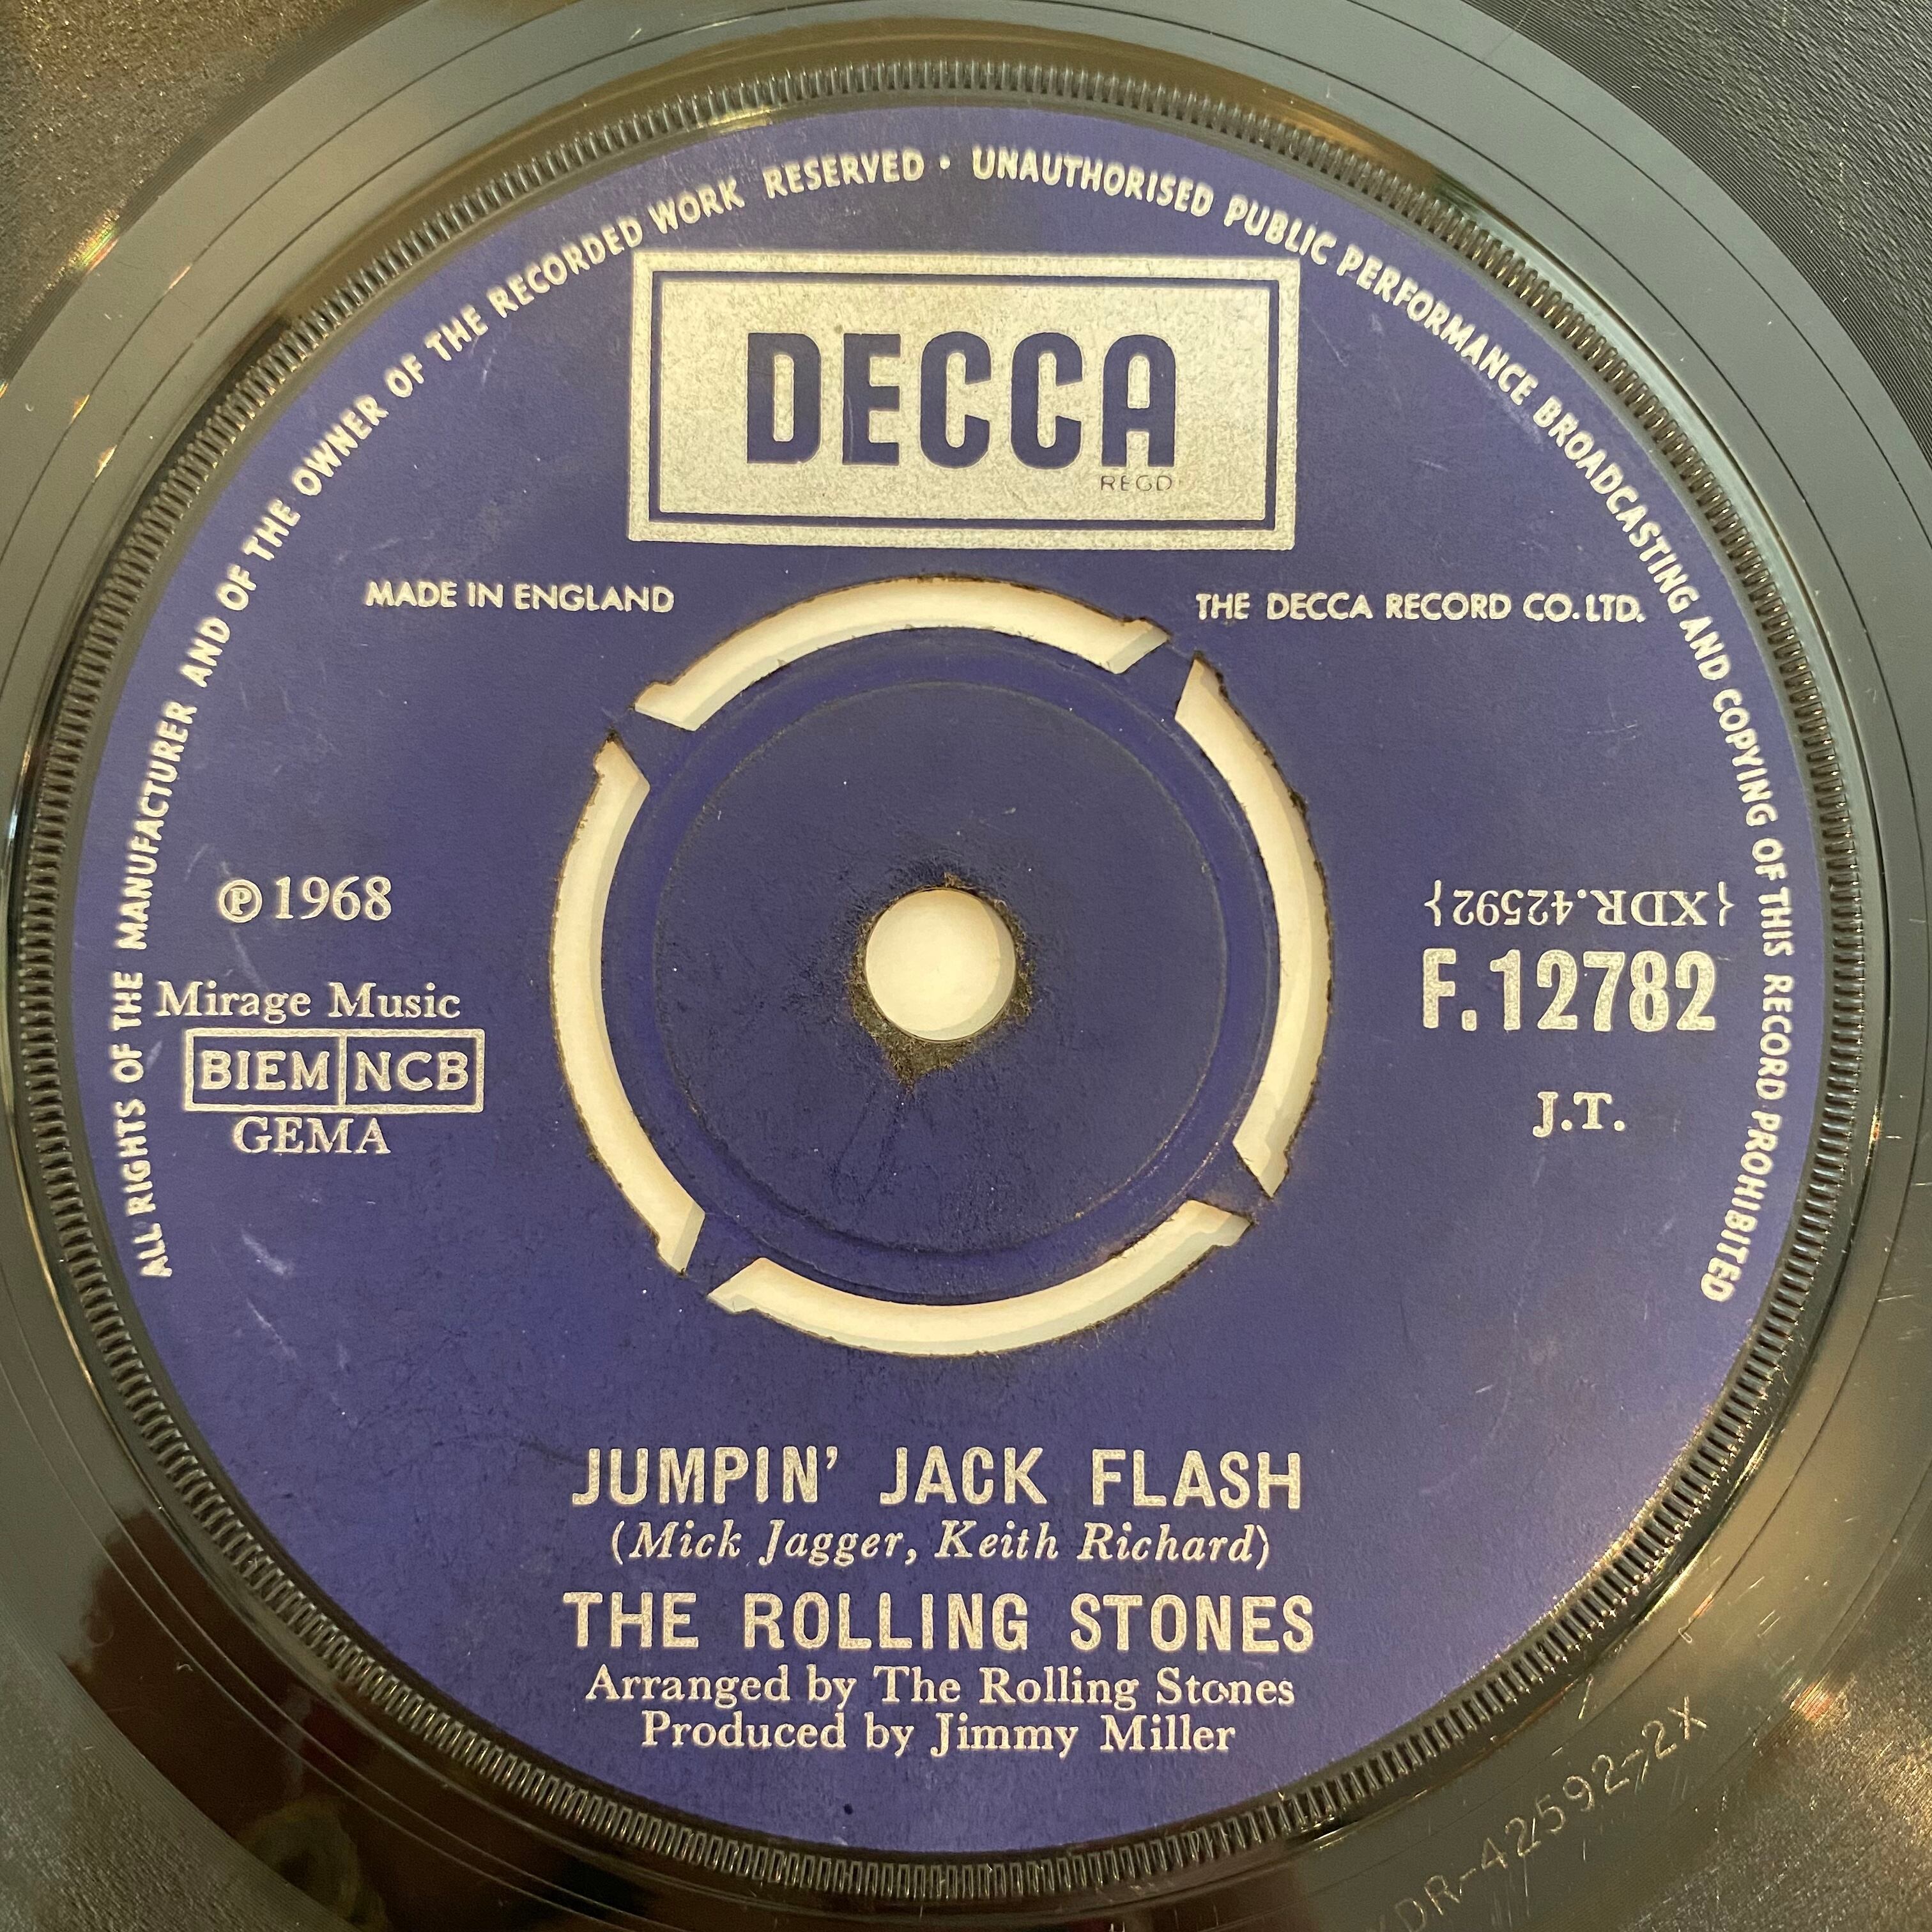 ALL RIGHTS OF THE MANUFACTURER AND OF THE OWNER OF THE RECORDED WORK RESERVED · UNAUTHORISED PUBLIC PERFORMANCE BROADCASTING AND COPYING OF THIS RECORD PROHIBITED
DECCA
REGD
MADE IN ENGLAND
THE DECCA RECORD CO. LTD.
℗ 1968
Mirage Music
BIEM NCB
GEMA
{XDR.42592}
F.12782
J.T.
JUMPIN' JACK FLASH
(Mick Jagger, Keith Richard)
THE ROLLING STONES
Arranged by The Rolling Stones
Produced by Jimmy Miller
XDR-42592-2X